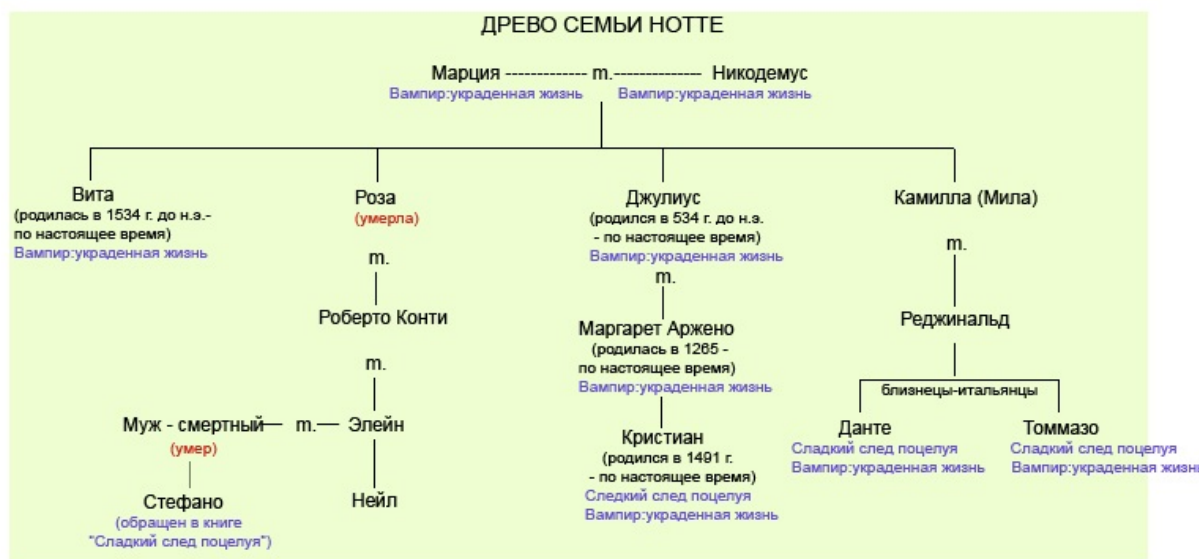 ДРЕВО СЕМЬИ НОТТЕ
Марция ------------- m.-------------- Никодемус
Вампир:украденная жизнь Вампир:украденная жизнь
Вита
(родилась в 1534 г. до н.э.-
по настоящее время)
Вампир:украденная жизнь
Роза
(умерла)
m.
Роберто Конти
m.
Муж - смертный — m.— Элейн
(умер)
Стефано
(обращен в книге
"Сладкий след поцелуя")
Нейл
Джулиус
(родился в 534 г. до н.э.
- по настоящее время)
Вампир:украденная жизнь
m.
Маргарет Аржено
(родилась в 1265 -
по настоящее время)
Вампир:украденная жизнь
Кристиан
(родился в 1491 г.
- по настоящее время)
Следкий след поцелуя
Вампир:украденная жизнь
Камилла (Мила)
m.
Реджинальд
близнецы-итальянцы
Данте
Сладкий след поцелуя
Вампир:украденная жизнь
Томмазо
Сладкий след поцелуя
Вампир:украденная жизнь